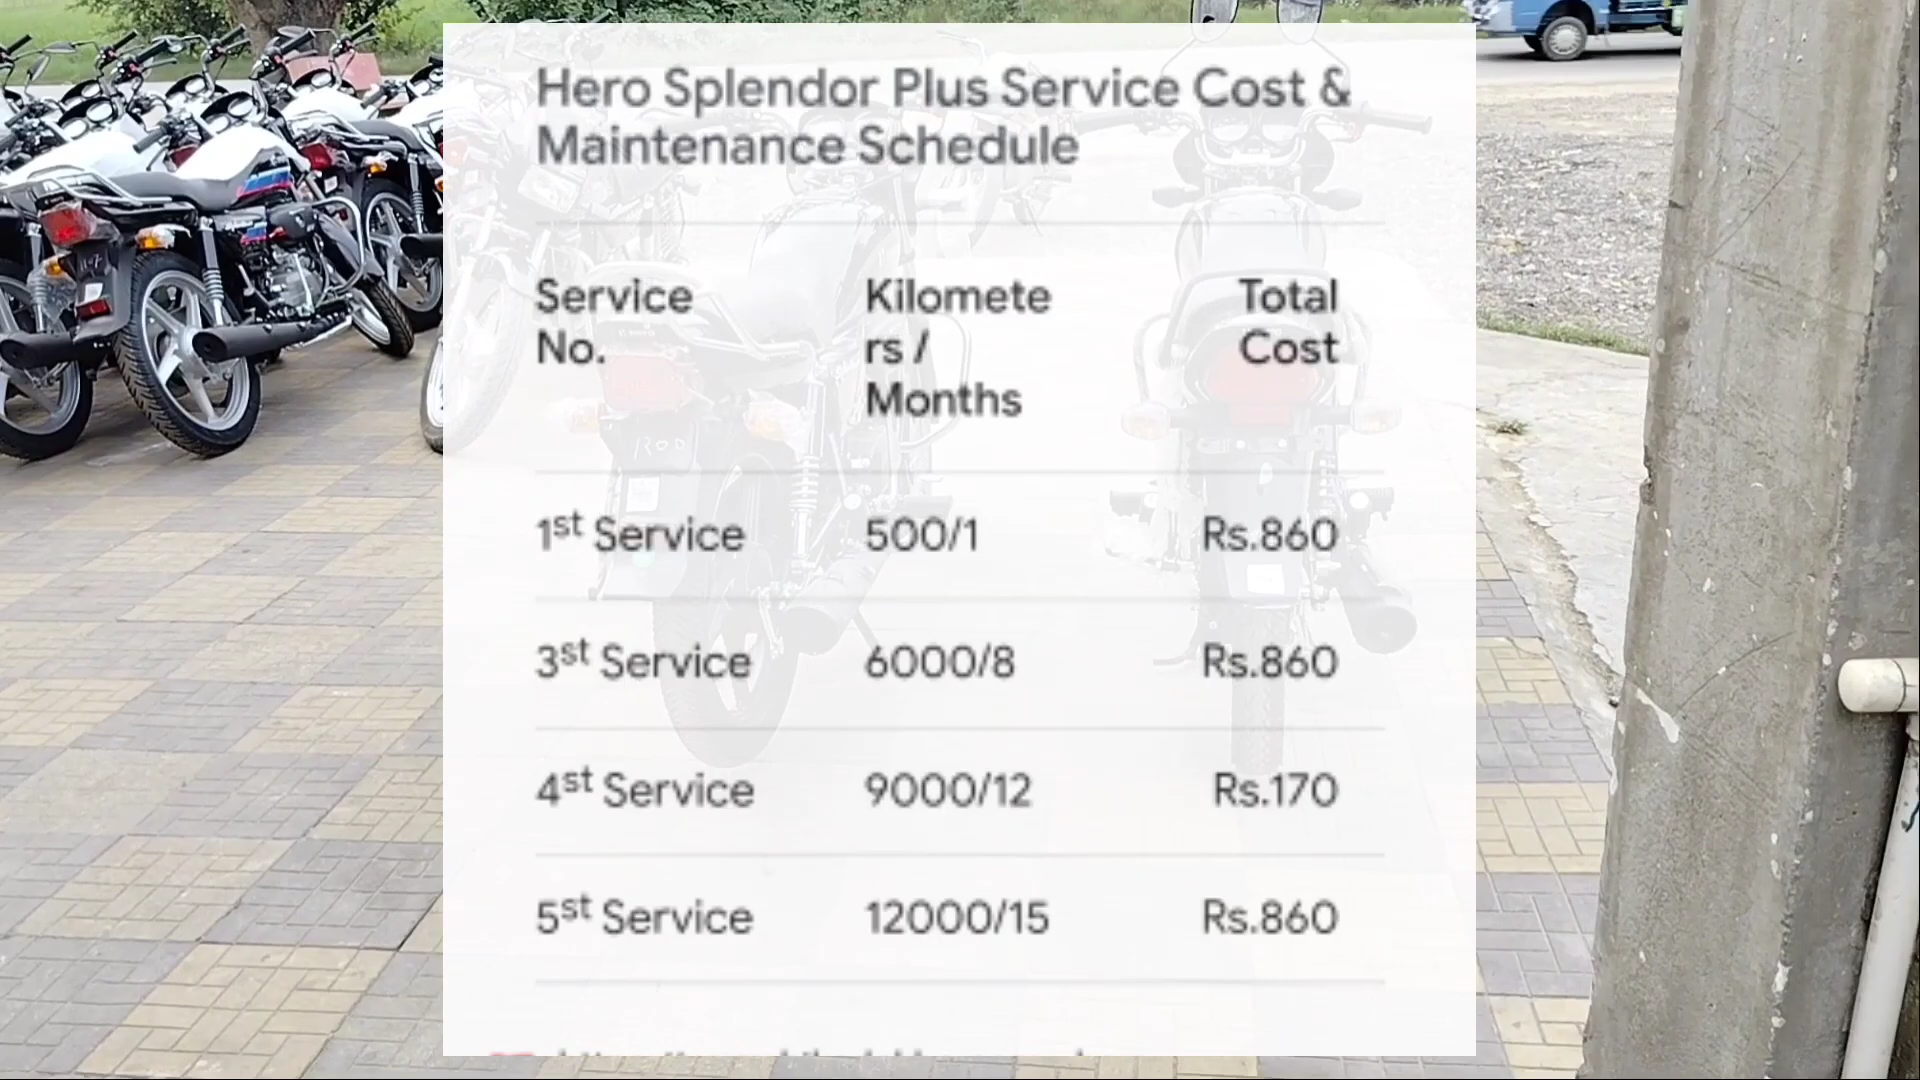 Hero Splendor Plus Service Cost &
Maintenance Schedule
Service
No.
Kilomete
rs /
Months
Total
Cost
1st Service 500/1 Rs.860
3st Service 6000/8 Rs.860
4st Service 9000/12 Rs.170
5st Service 12000/15 Rs.860